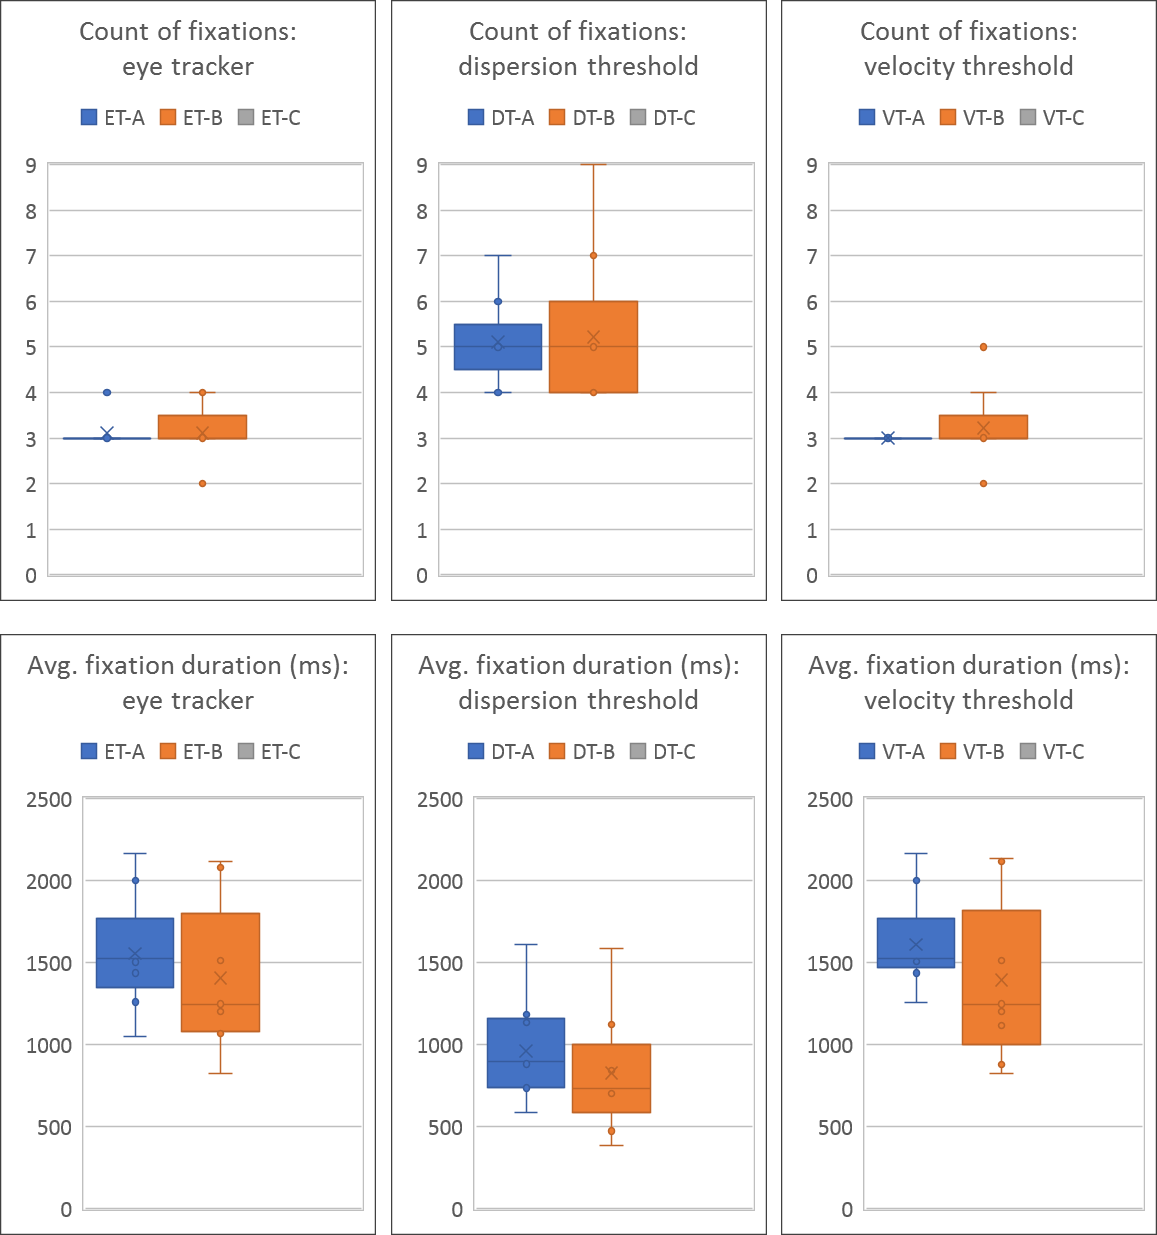 Count of fixations:
eye tracker
ET-A ET-B ET-C
9
8
7
6
5
4
3
2
1
0
Count of fixations:
dispersion threshold
DT-A DT-B DT-C
9
8
7
6
5
4
3
2
1
0
Count of fixations:
velocity threshold
VT-A VT-B VT-C
9
8
7
6
5
4
3
2
1
0
Avg. fixation duration (ms):
eye tracker
ET-A ET-B ET-C
2500
2000
1500
1000
500
0
Avg. fixation duration (ms):
dispersion threshold
DT-A DT-B DT-C
2500
2000
1500
1000
500
0
Avg. fixation duration (ms):
velocity threshold
VT-A VT-B VT-C
2500
2000
1500
1000
500
0